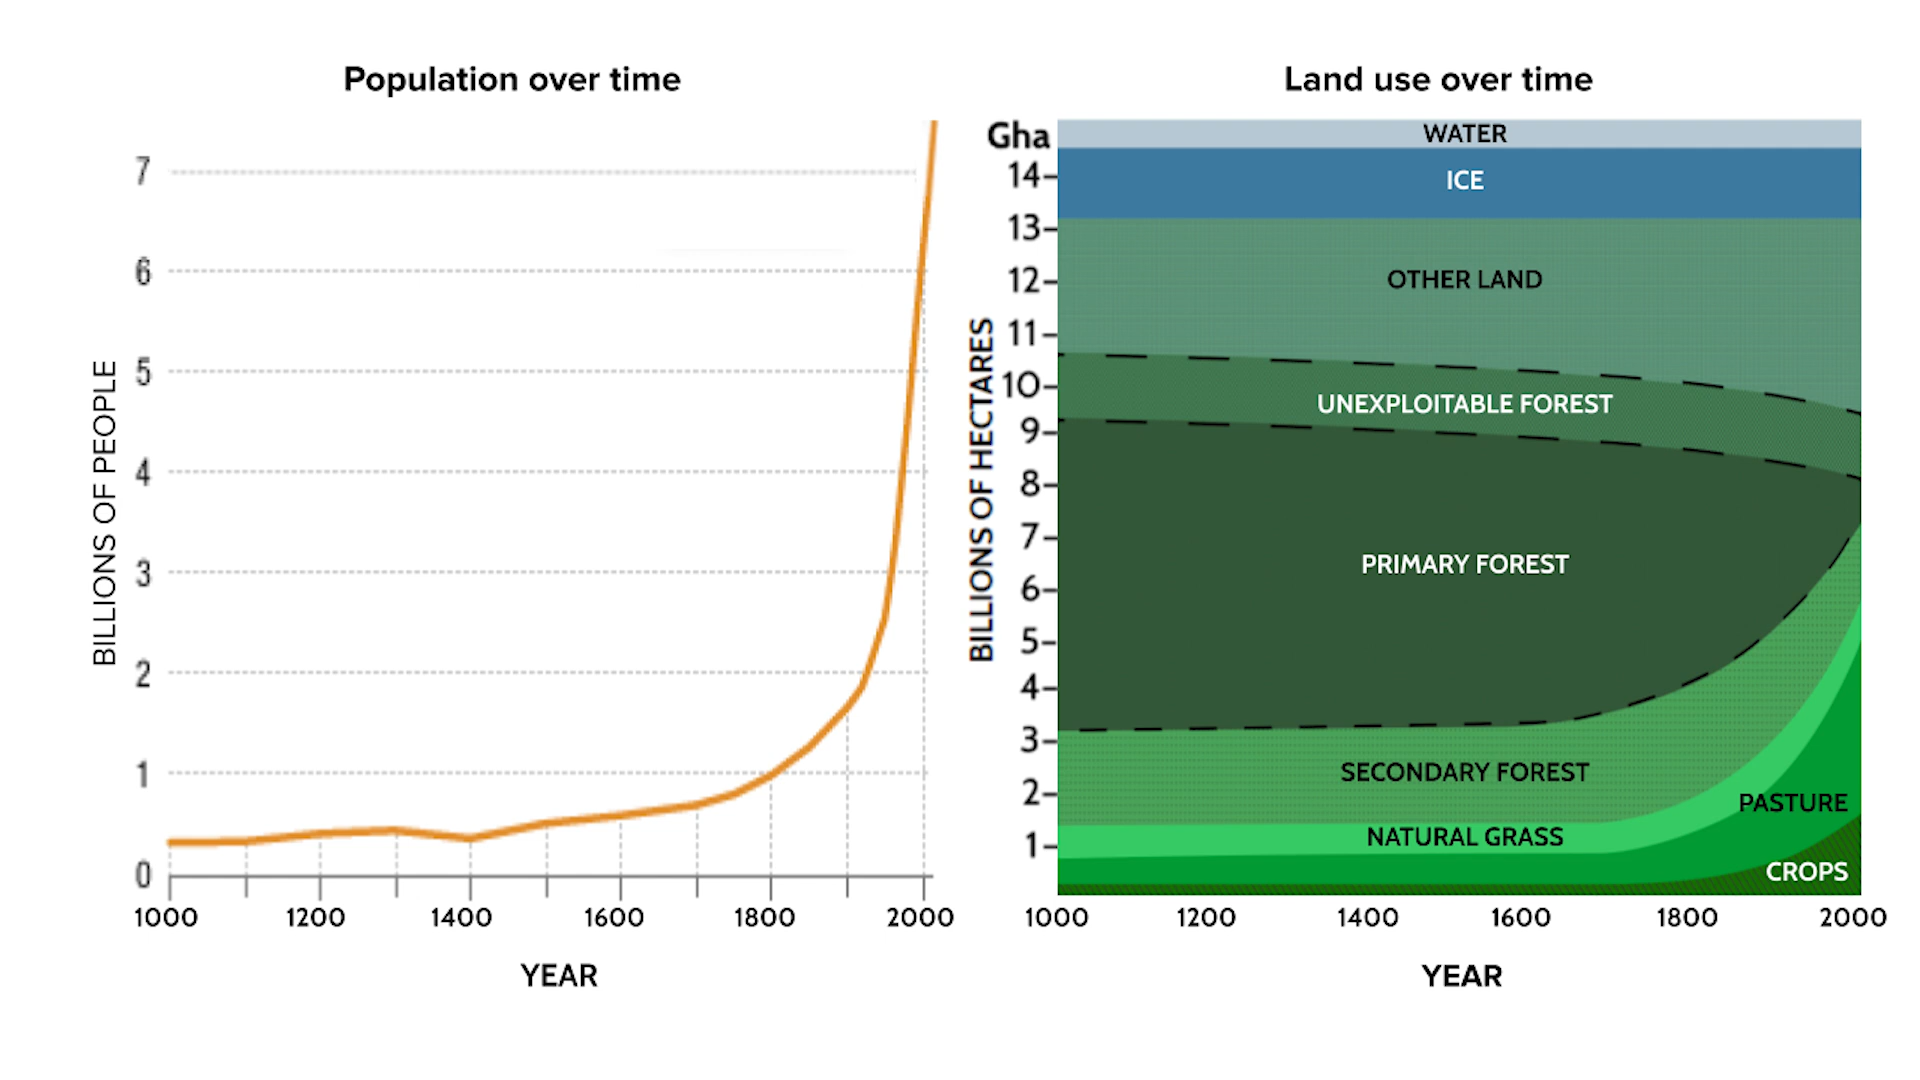 Population over time
7
6
5
4
3
2
1
0
BILLIONS OF PEOPLE
1000 1200 1400 1600 1800 2000
YEAR
Land use over time
Gha
14
13
12
11
10
9
8
7
6
5
4
3
2
1
BILLIONS OF HECTARES
WATER
ICE
OTHER LAND
UNEXPLOITABLE FOREST
PRIMARY FOREST
SECONDARY FOREST
PASTURE
NATURAL GRASS
CROPS
1000 1200 1400 1600 1800 2000
YEAR